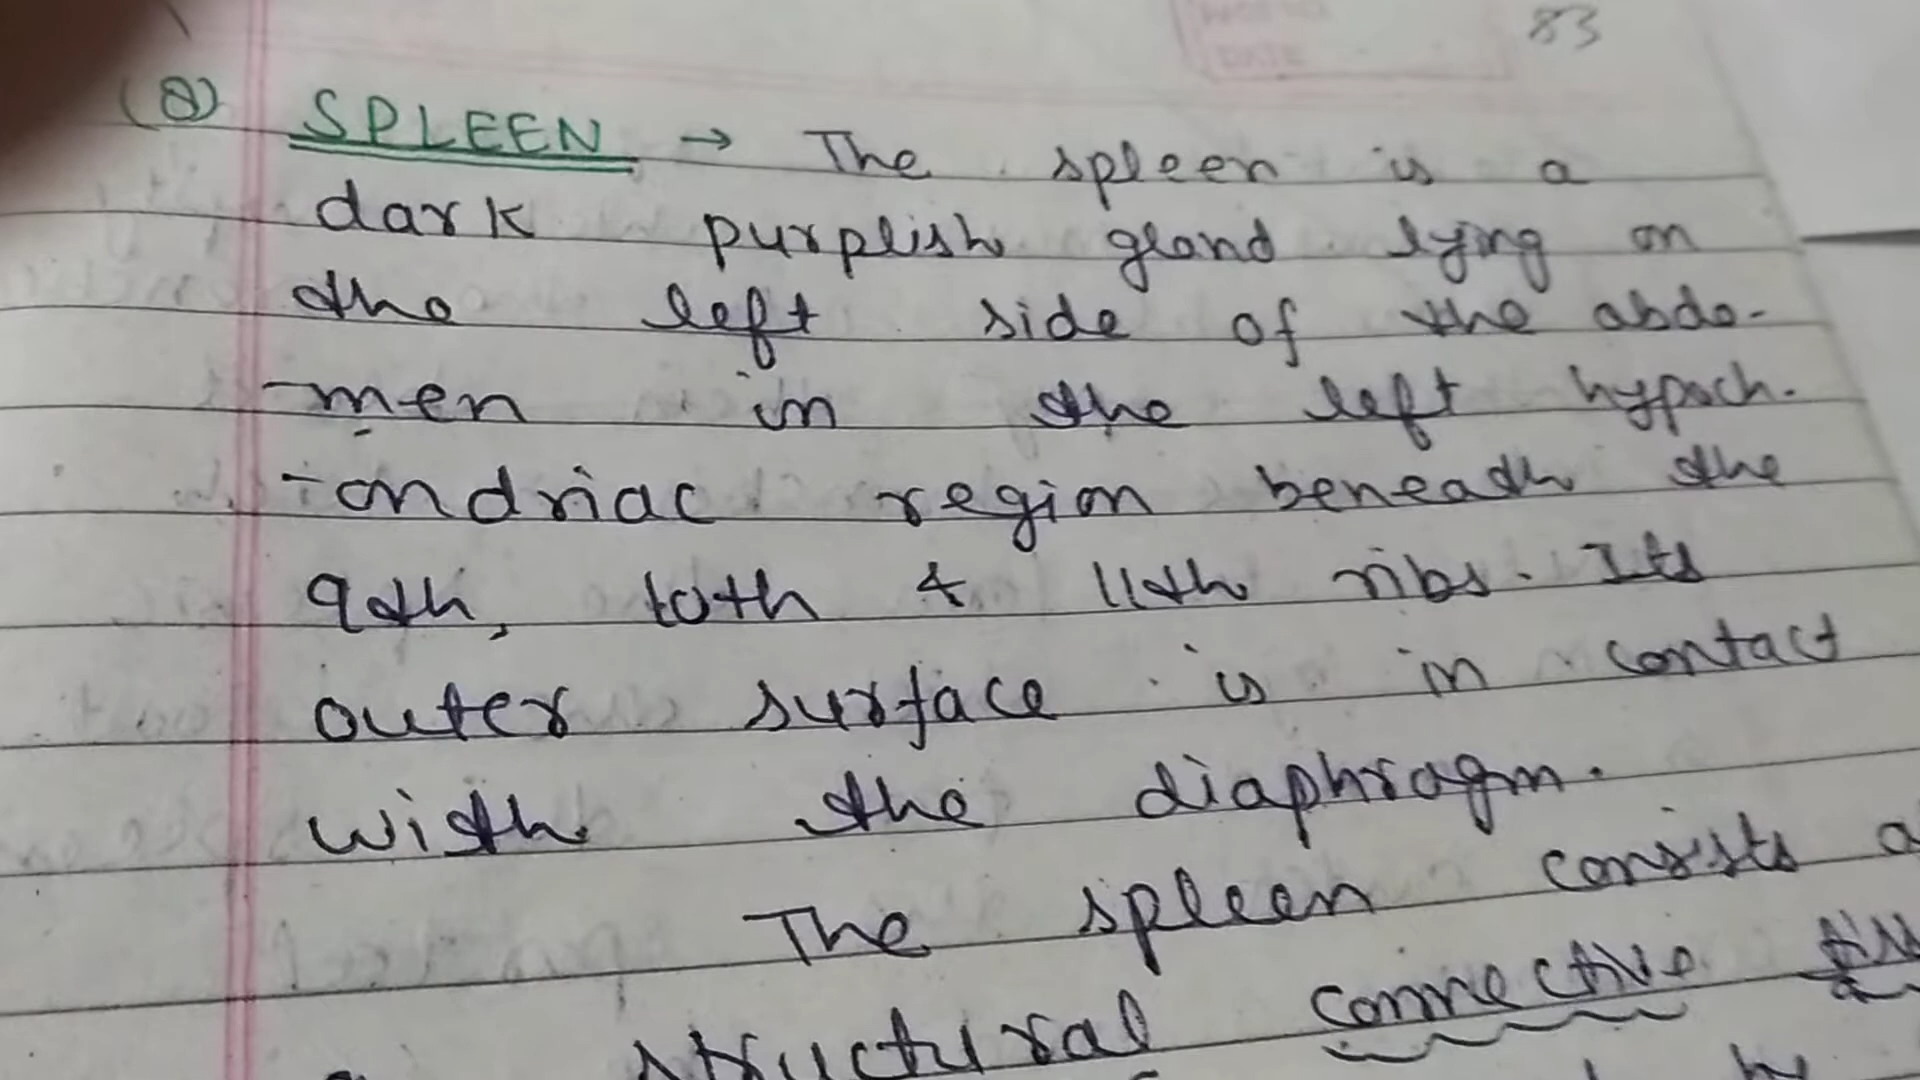 83
(8) SPLEEN → The spleen is a
dark purplish gland lying on
the left side of the abdo-
-men in the left hypoch-
-ondriac region beneath the
9th, 10th & 11th ribs. Its
outer surface is in contact
with the diaphragm.
The spleen consists
structural connective
by